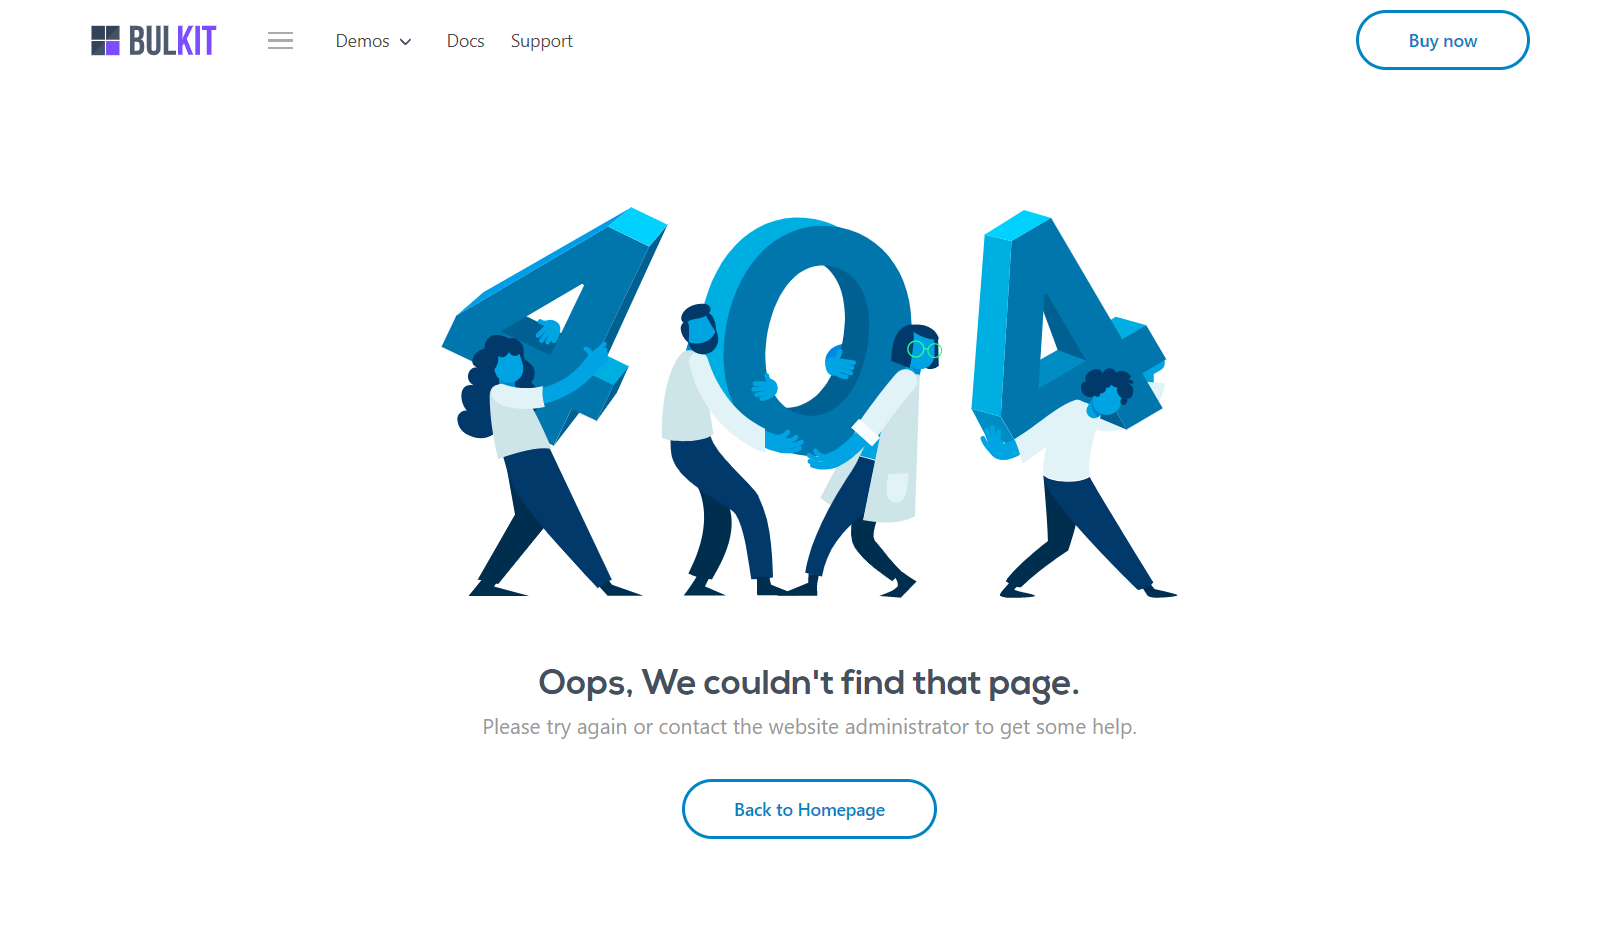 BULKIT
Demos
Docs
Support
Buy now
404
Oops, We couldn't find that page.
Please try again or contact the website administrator to get some help.
Back to Homepage